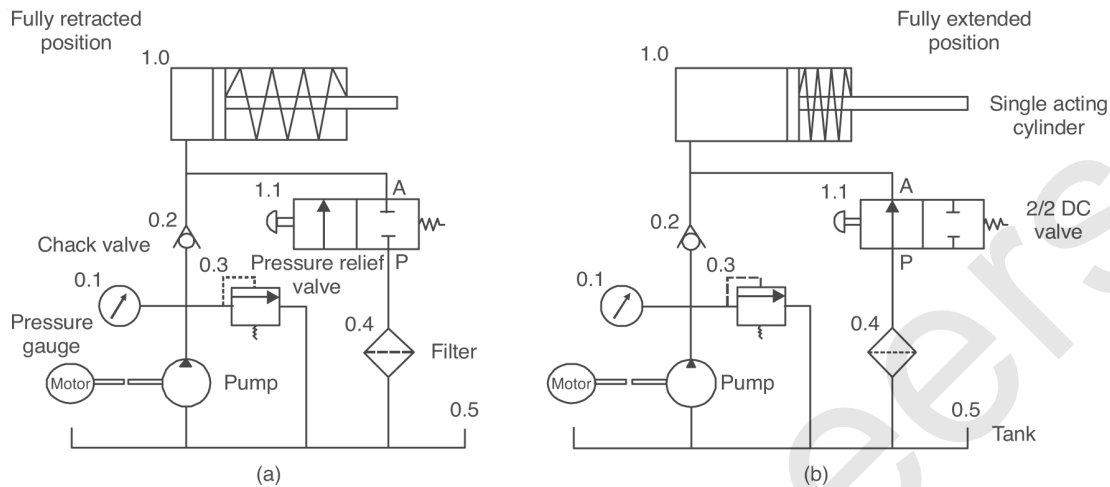 Fully retracted
position
1.0
1.1
A
0.2
Chack valve
P
0.3
Pressure relief
valve
0.1
Pressure
gauge
0.4
Filter
Motor
Pump
0.5
(a)
Fully extended
position
1.0
Single acting
cylinder
1.1
A
0.2
2/2 DC
valve
P
0.3
0.1
0.4
Motor
Pump
0.5
Tank
(b)
eers